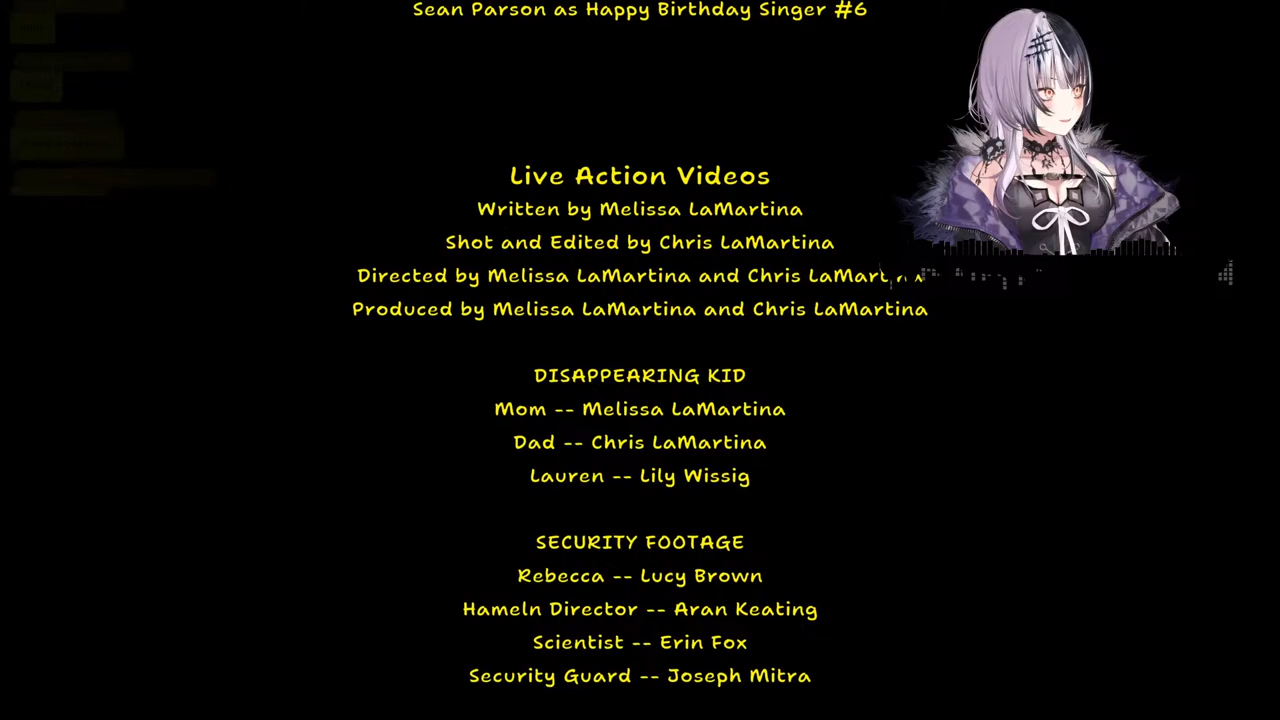 Sean Parson as Happy Birthday Singer #6
Live Action Videos
Written by Melissa LaMartina
Shot and Edited by Chris LaMartina
Directed by Melissa LaMartina and Chris LaMartina
Produced by Melissa LaMartina and Chris LaMartina
DISAPPEARING KID
Mom -- Melissa LaMartina
Dad -- Chris LaMartina
Lauren -- Lily Wissig
SECURITY FOOTAGE
Rebecca -- Lucy Brown
Hameln Director -- Aran Keating
Scientist -- Erin Fox
Security Guard -- Joseph Mitra